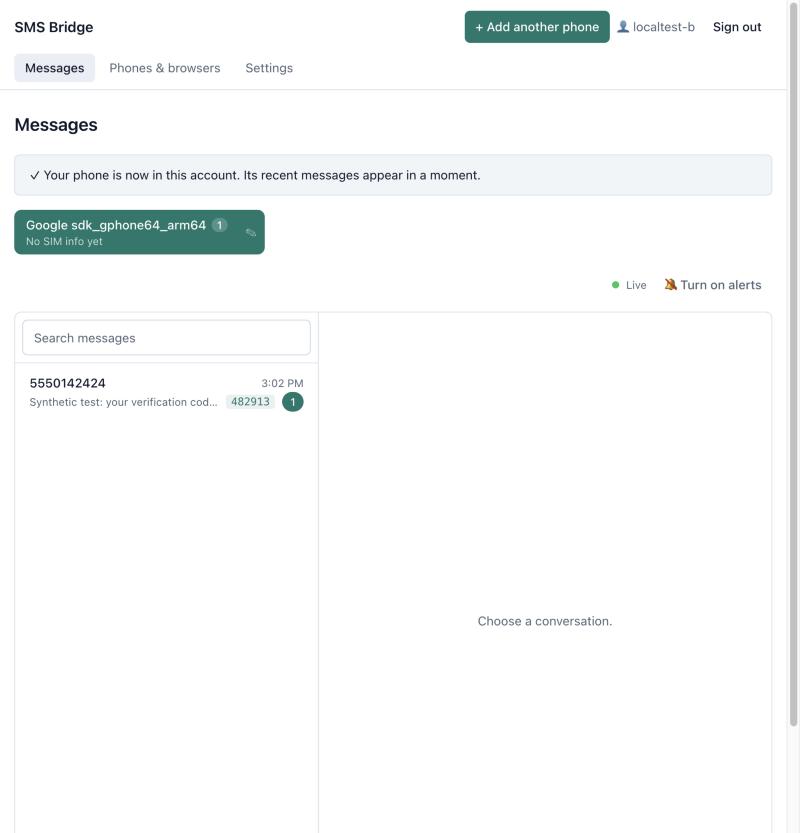 SMS Bridge
+ Add another phone
localtest-b
Sign out
Messages
Phones & browsers
Settings
Messages
✓ Your phone is now in this account. Its recent messages appear in a moment.
Google sdk_gphone64_arm64 1
No SIM info yet
Live
Turn on alerts
Search messages
5550142424
3:02 PM
Synthetic test: your verification cod...
482913
1
Choose a conversation.